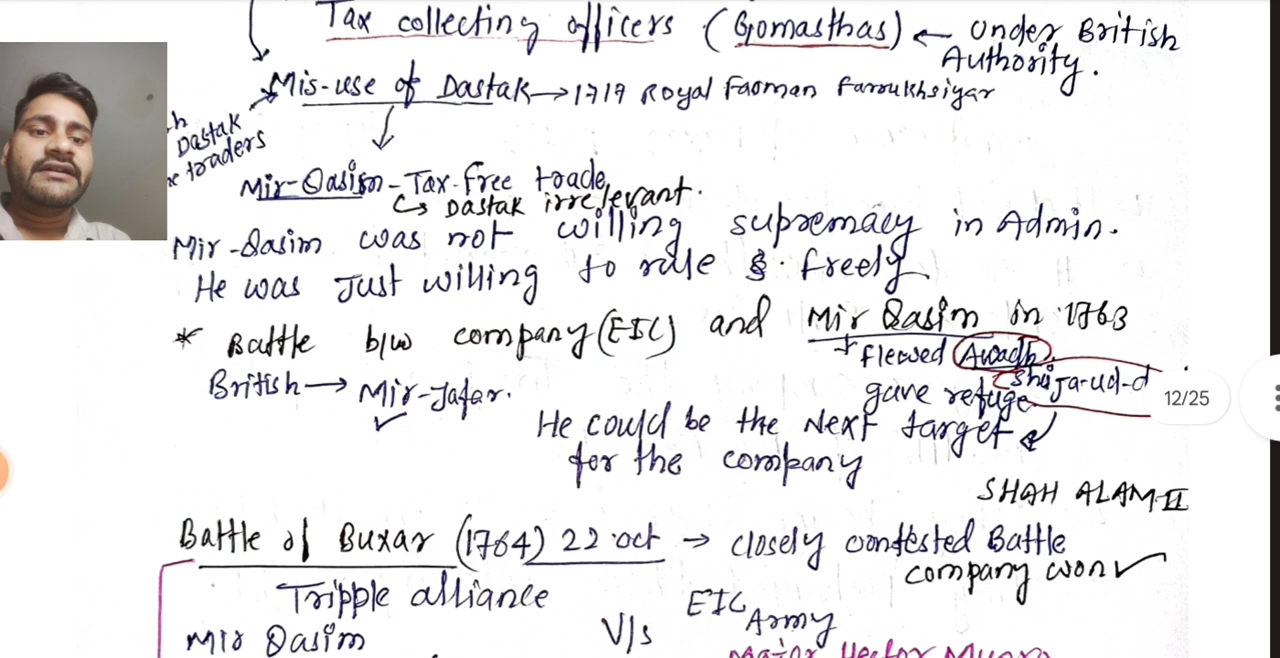 Tax collecting officers (Gomasthas) ← Under British
Authority.
Mis-use of Dastak → 1717 Royal Farman Farrukhsiyar
h
Dastak
traders
Mir-Qasim - Tax-free trade
↳ Dastak irrelevant.
Mir-Qasim was not willing supremacy in Admin.
He was Just willing to rule & freely
* Battle b/w company (EIC) and Mir Qasim in 1763
flewed Awadh
British → Mir-Jafar.
Shuja-ud-d
gave refuge
12/25
He could be the Next target
for the company
SHAH ALAM-II
Battle of Buxar (1764) 22 oct → closely contested Battle
company won ✓
Tripple alliance
EIC Army
Mir Qasim V/s
Major Hector Munro